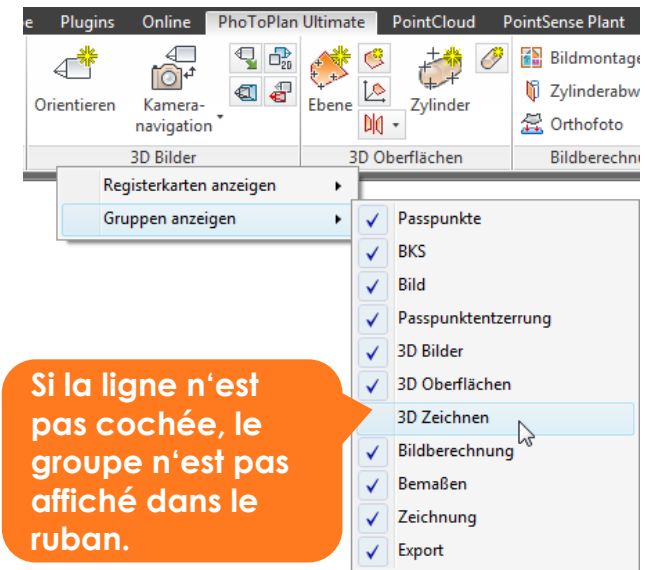 e Plugins Online PhoToPlan Ultimate PointCloud PointSense Plant
Orientieren
Kamera-
navigation
20
Ebene
Zylinder
Bildmontage
Zylinderabw
Orthofoto
3D Bilder
3D Oberflächen
Bildberechnu
Registerkarten anzeigen
Gruppen anzeigen
Passpunkte
BKS
Bild
Passpunktentzerrung
3D Bilder
3D Oberflächen
3D Zeichnen
Bildberechnung
Bemaßen
Zeichnung
Export
Si la ligne n‘est
pas cochée, le
groupe n‘est pas
affiché dans le
ruban.